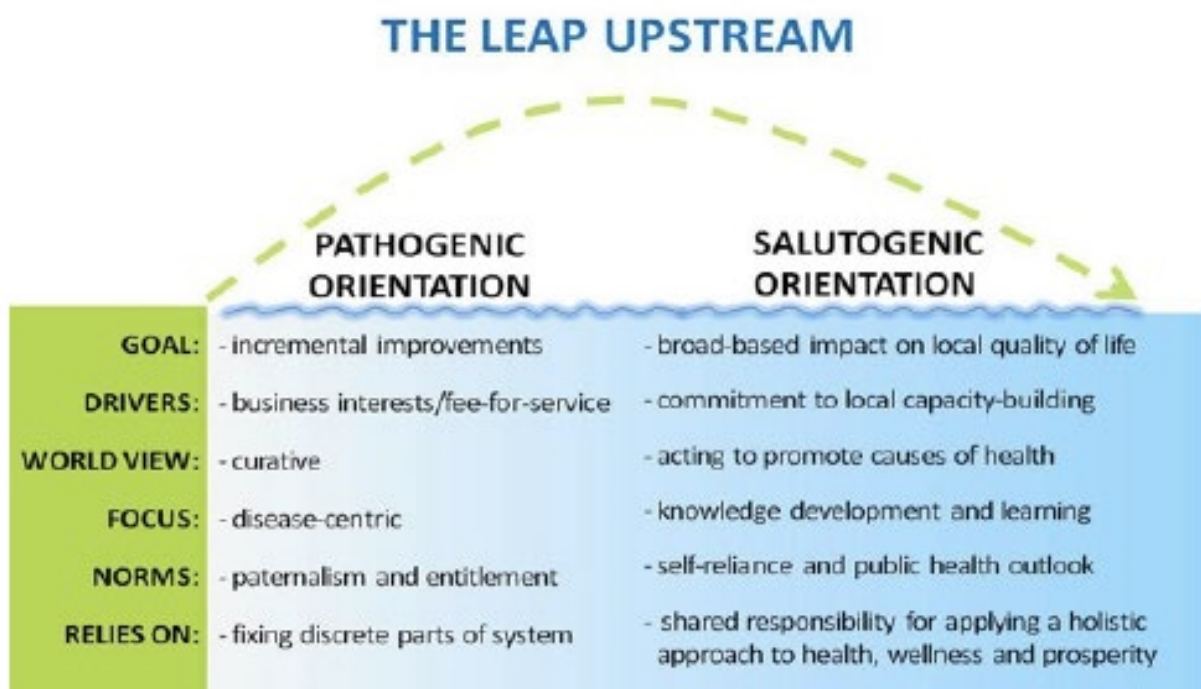 THE LEAP UPSTREAM
PATHOGENIC ORIENTATION
SALUTOGENIC ORIENTATION
GOAL: - incremental improvements - broad-based impact on local quality of life
DRIVERS: - business interests/fee-for-service - commitment to local capacity-building
WORLD VIEW: - curative - acting to promote causes of health
FOCUS: - disease-centric - knowledge development and learning
NORMS: - paternalism and entitlement - self-reliance and public health outlook
RELIES ON: - fixing discrete parts of system - shared responsibility for applying a holistic
approach to health, wellness and prosperity